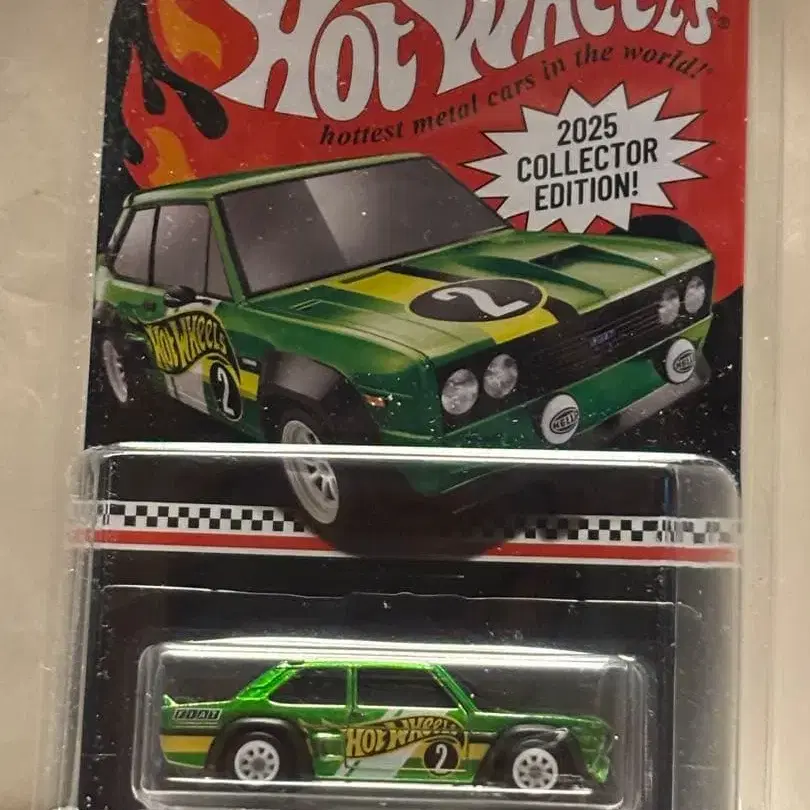 HOT WHEELS®
hottest metal cars in the world!™
2025
COLLECTOR
EDITION!
2
HOT WHEELS
2
HELLA
FIAT
HOT WHEELS
2